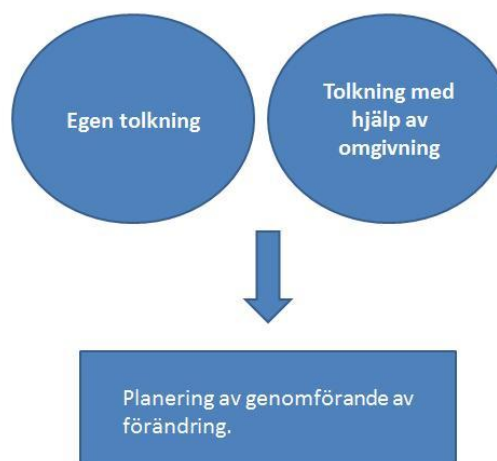 Egen tolkning
Tolkning med
hjälp av
omgivning
Planering av genomförande av
förändring.